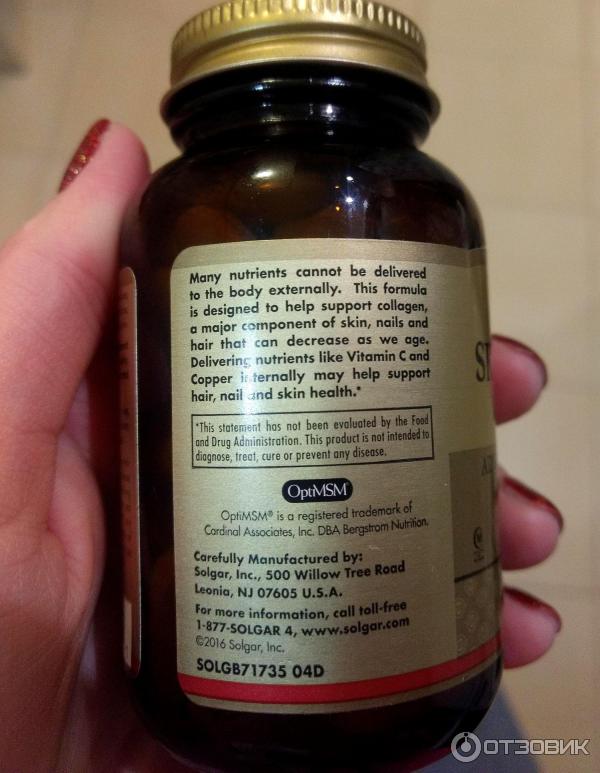 Many nutrients cannot be delivered
to the body externally. This formula
is designed to help support collagen,
a major component of skin, nails and
hair that can decrease as we age.
Delivering nutrients like Vitamin C and
Copper internally may help support
hair, nail and skin health.*
*This statement has not been evaluated by the Food
and Drug Administration. This product is not intended to
diagnose, treat, cure or prevent any disease.
OptiMSM®
OptiMSM® is a registered trademark of
Cardinal Associates, Inc. DBA Bergstrom Nutrition.
Carefully Manufactured by:
Solgar, Inc., 500 Willow Tree Road
Leonia, NJ 07605 U.S.A.
For more information, call toll-free
1-877-SOLGAR 4, www.solgar.com
©2016 Solgar, Inc.
SOLGB71735 04D
ОТЗОВИК